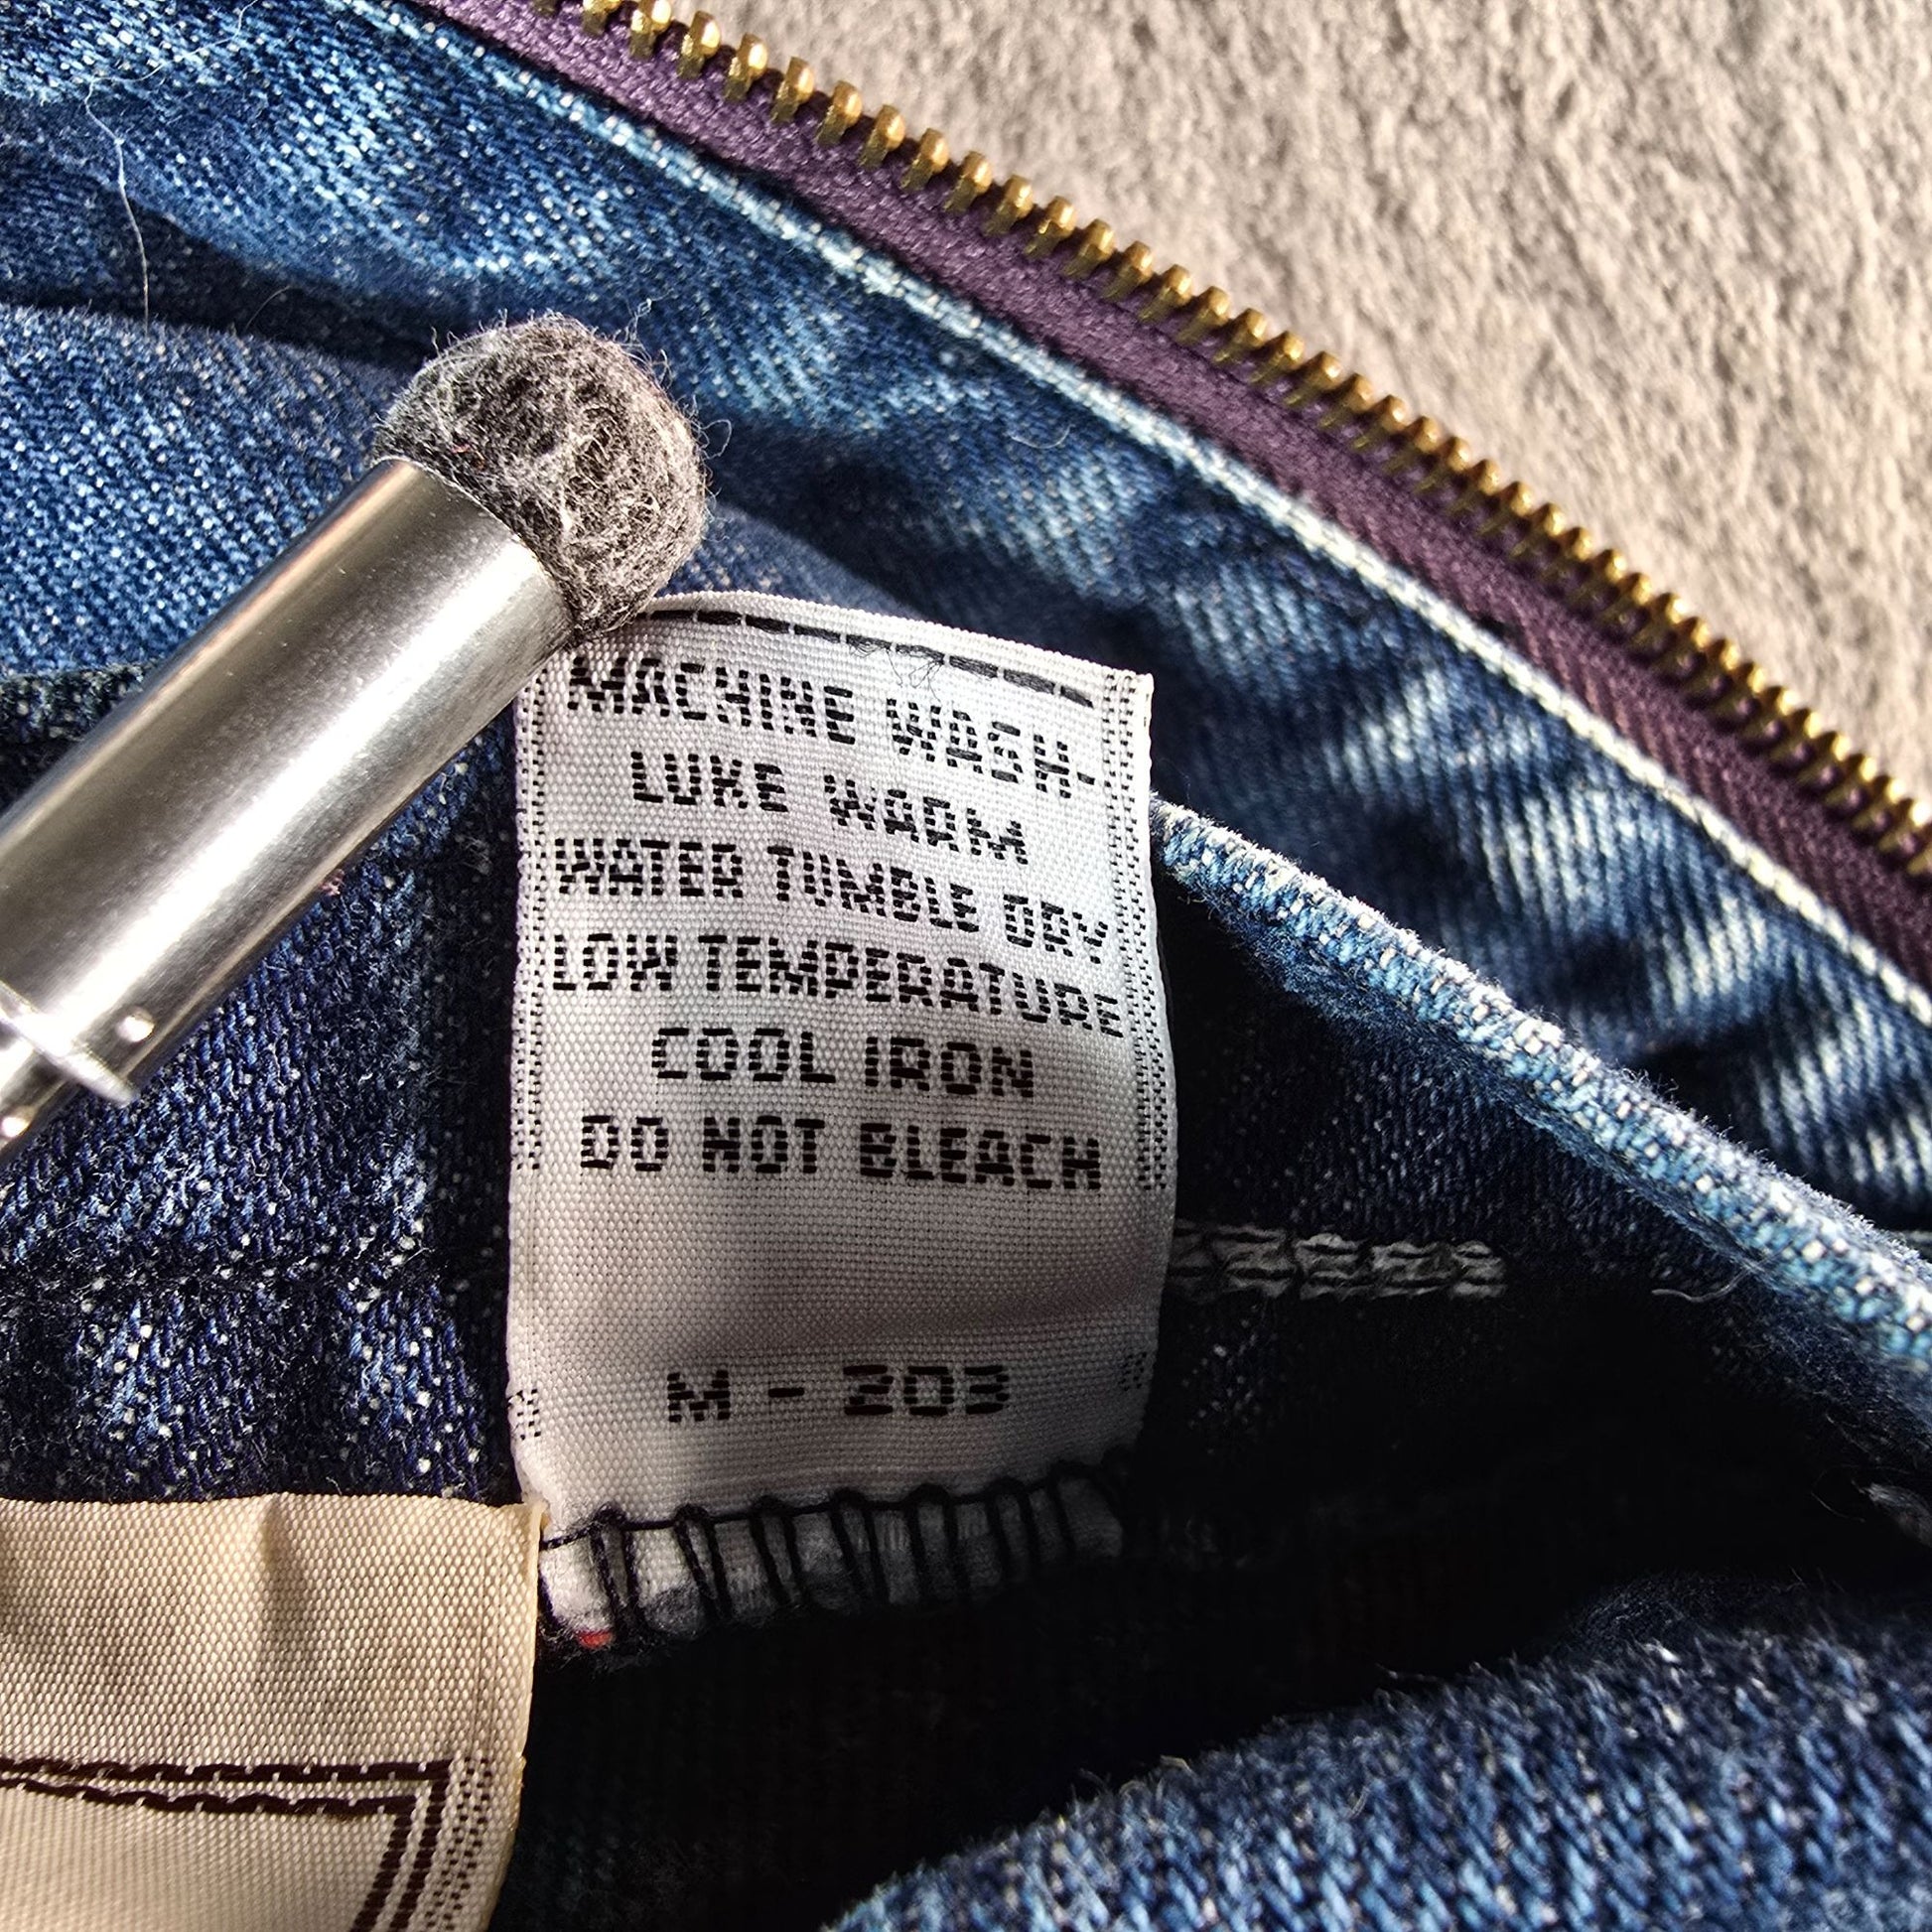 MACHINE WASH-
LUKE WARM
WATER TUMBLE DRY
LOW TEMPERATURE
COOL IRON
DO NOT BLEACH
M - 203